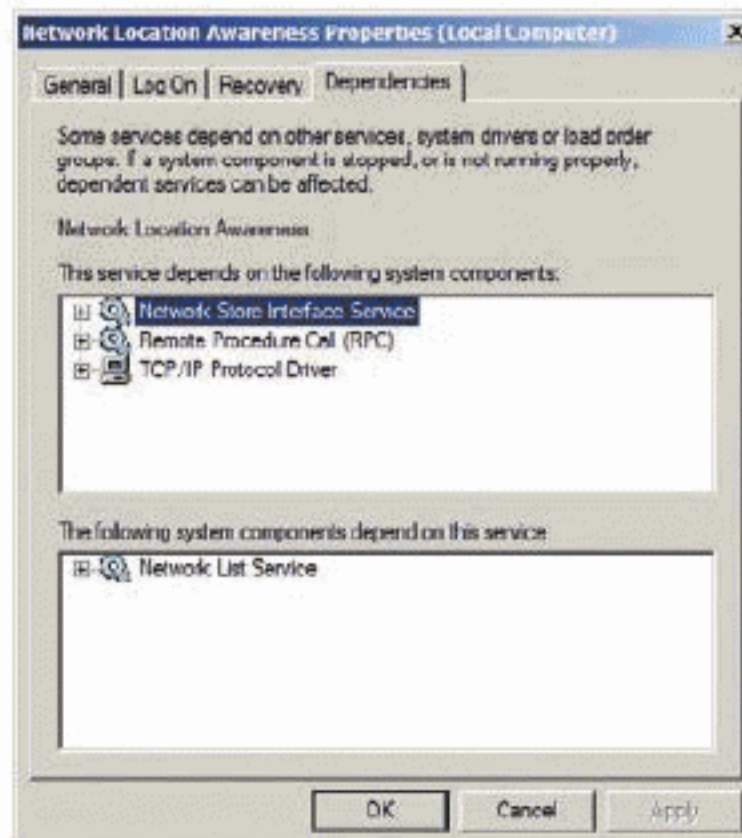 Network Location Awareness Properties (Local Computer)
General
Log On
Recovery
Dependencies
Some services depend on other services, system drivers or load order
groups. If a system component is stopped, or is not running properly,
dependent services can be affected.
Network Location Awareness
This service depends on the following system components:
Network Store Interface Service
Remote Procedure Call (RPC)
TCP/IP Protocol Driver
The following system components depend on this service
Network List Service
OK
Cancel
Apply